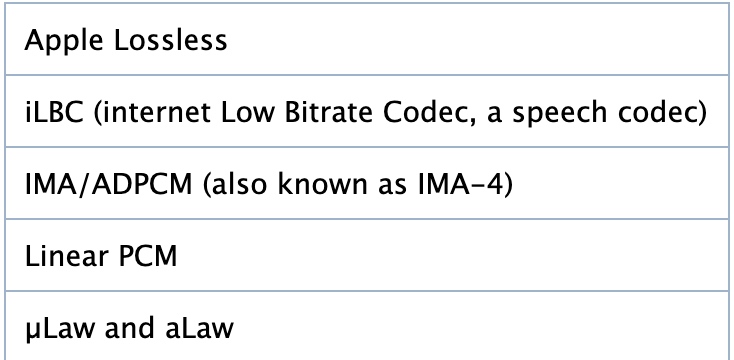 Apple Lossless
iLBC (internet Low Bitrate Codec, a speech codec)
IMA/ADPCM (also known as IMA-4)
Linear PCM
µLaw and aLaw